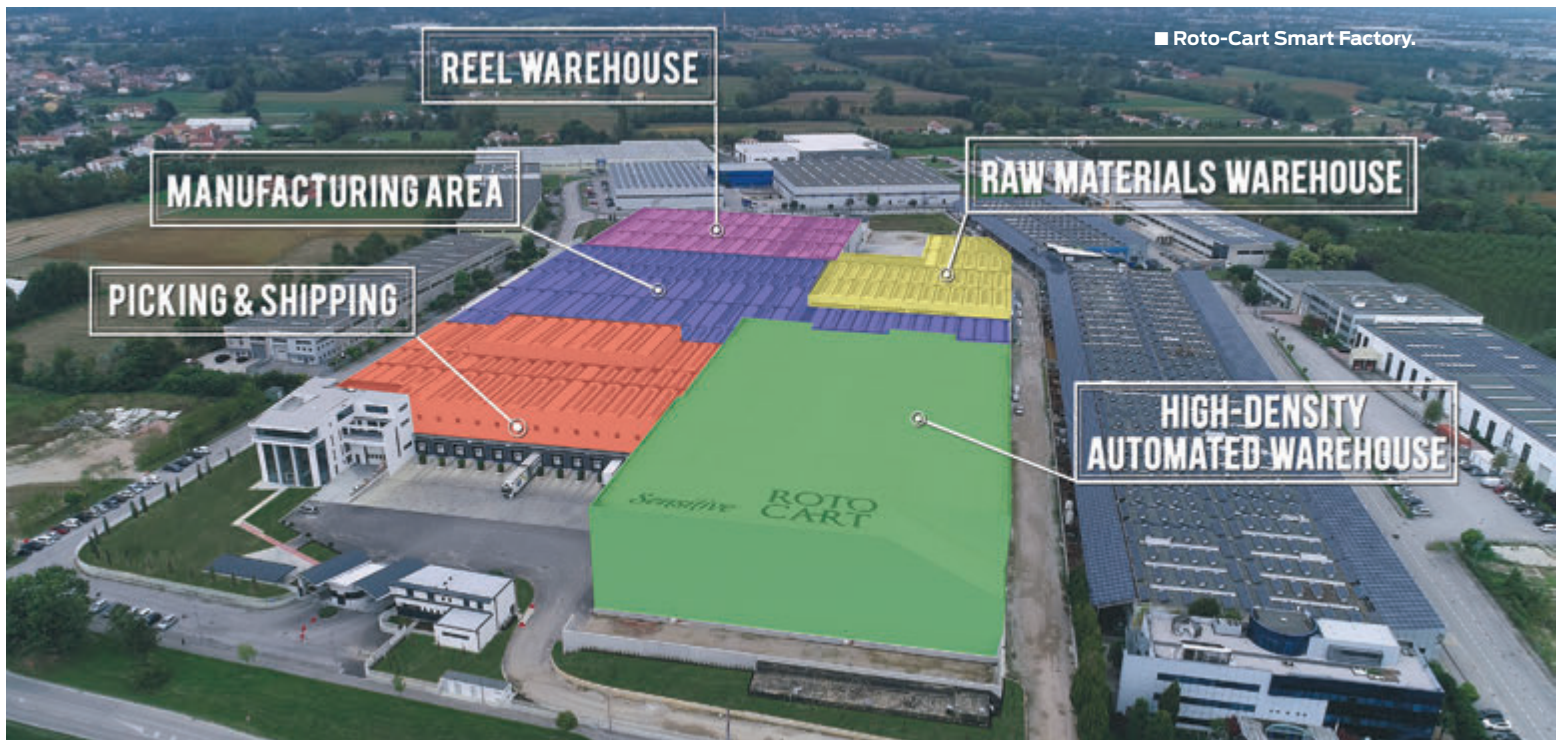 ■ Roto-Cart Smart Factory.
REEL WAREHOUSE
MANUFACTURING AREA
RAW MATERIALS WAREHOUSE
PICKING & SHIPPING
HIGH-DENSITY
AUTOMATED WAREHOUSE
Sensitive
ROTO
CART